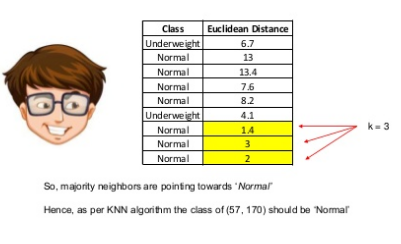 Class Euclidean Distance
Underweight 6.7
Normal 13
Normal 13.4
Normal 7.6
Normal 8.2
Underweight 4.1
Normal 1.4
Normal 3
Normal 2
k = 3
So, majority neighbors are pointing towards 'Normal'
Hence, as per KNN algorithm the class of (57, 170) should be 'Normal'